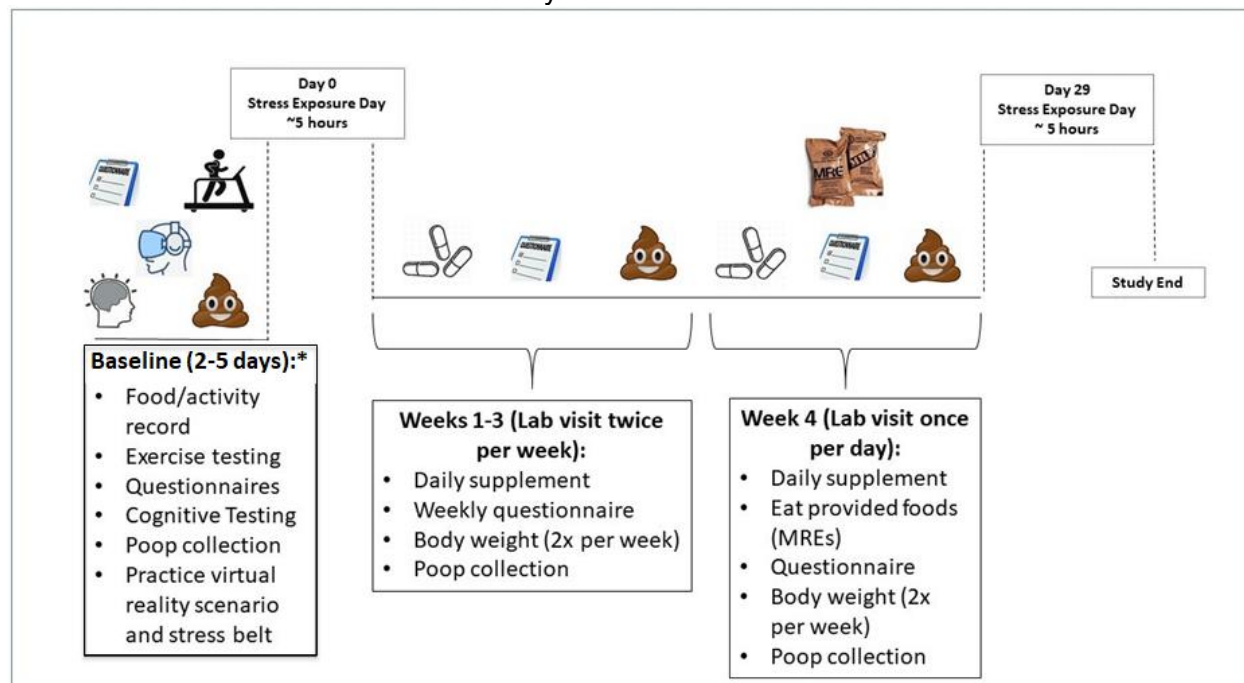 Day 0
Stress Exposure Day
~5 hours
Day 29
Stress Exposure Day
~ 5 hours
QUESTIONNAIRE
MRE
QUESTIONNAIRE
QUESTIONNAIRE
Study End
Baseline (2-5 days):*
• Food/activity
record
• Exercise testing
• Questionnaires
• Cognitive Testing
• Poop collection
• Practice virtual
reality scenario
and stress belt
Weeks 1-3 (Lab visit twice
per week):
• Daily supplement
• Weekly questionnaire
• Body weight (2x per week)
• Poop collection
Week 4 (Lab visit once
per day):
• Daily supplement
• Eat provided foods
(MREs)
• Questionnaire
• Body weight (2x
per week)
• Poop collection